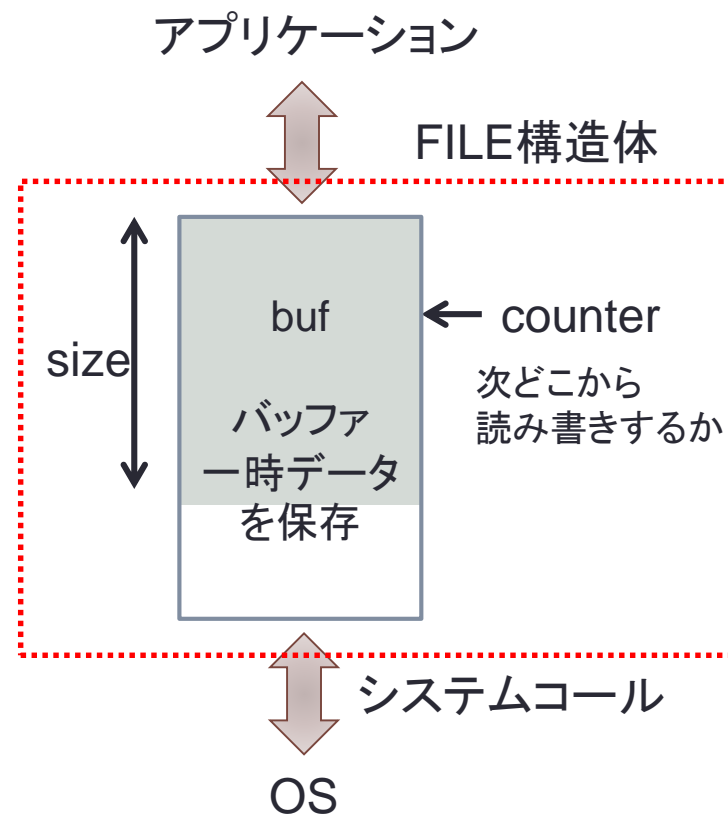 アプリケーション
FILE構造体
buf
counter
size
次どこから
読み書きするか
バッファ
一時データ
を保存
システムコール
OS